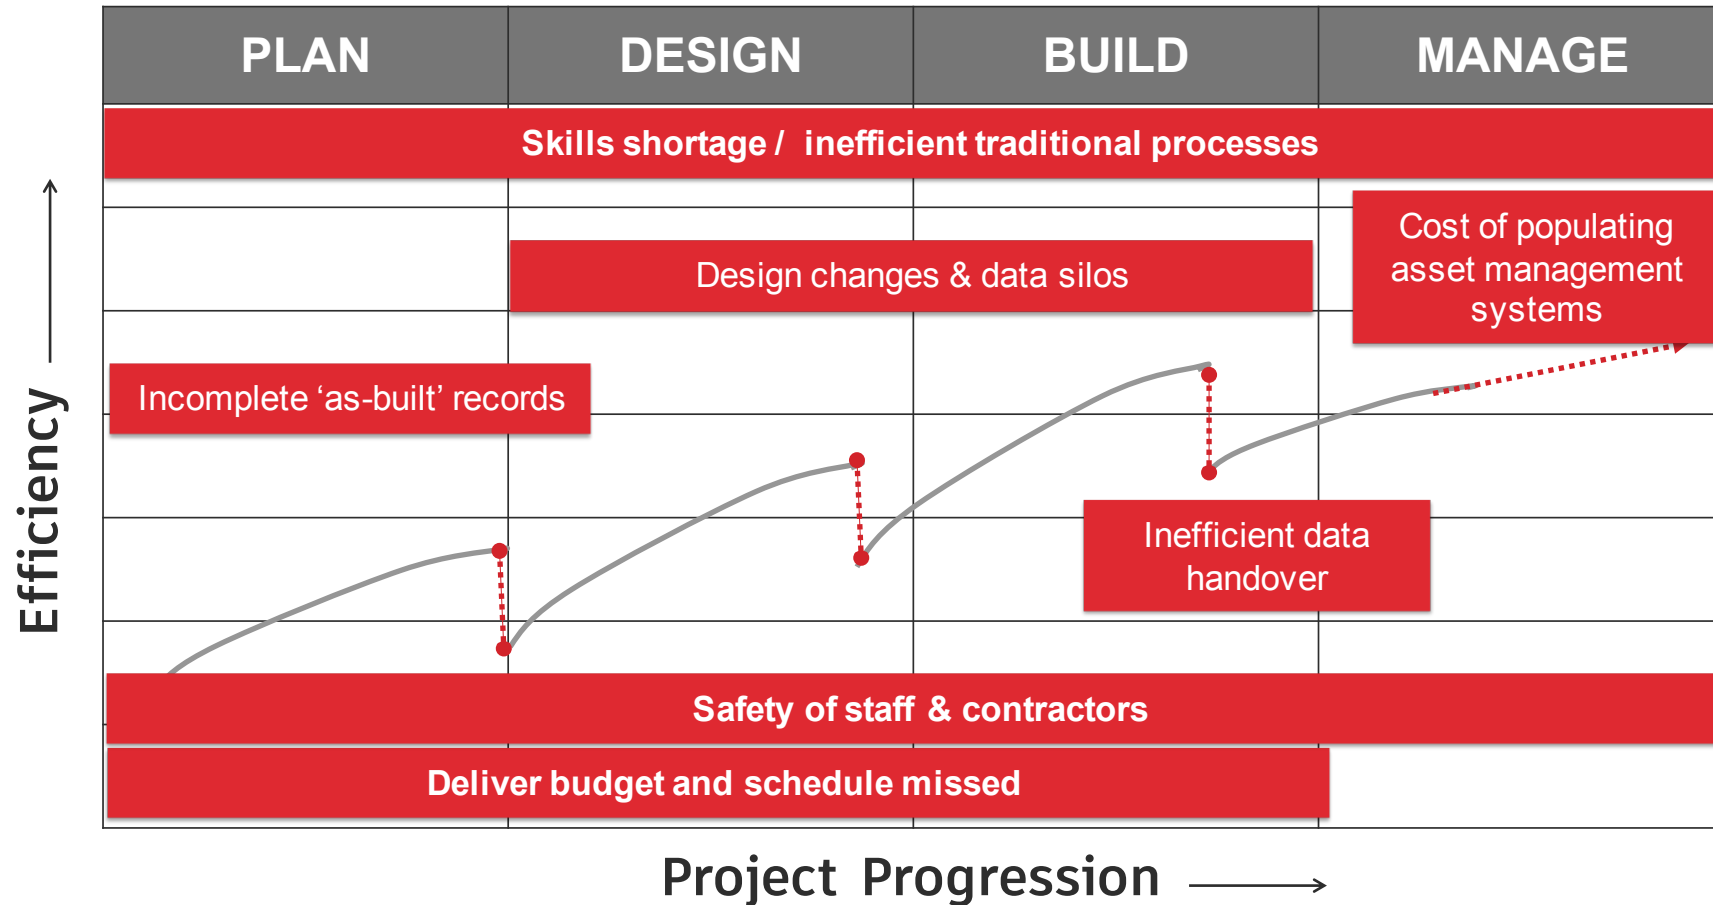 PLAN
DESIGN
BUILD
MANAGE
Skills shortage / inefficient traditional processes
Cost of populating
asset management
systems
Design changes & data silos
Incomplete ‘as-built’ records
Inefficient data
handover
Safety of staff & contractors
Deliver budget and schedule missed
Efficiency
Project Progression